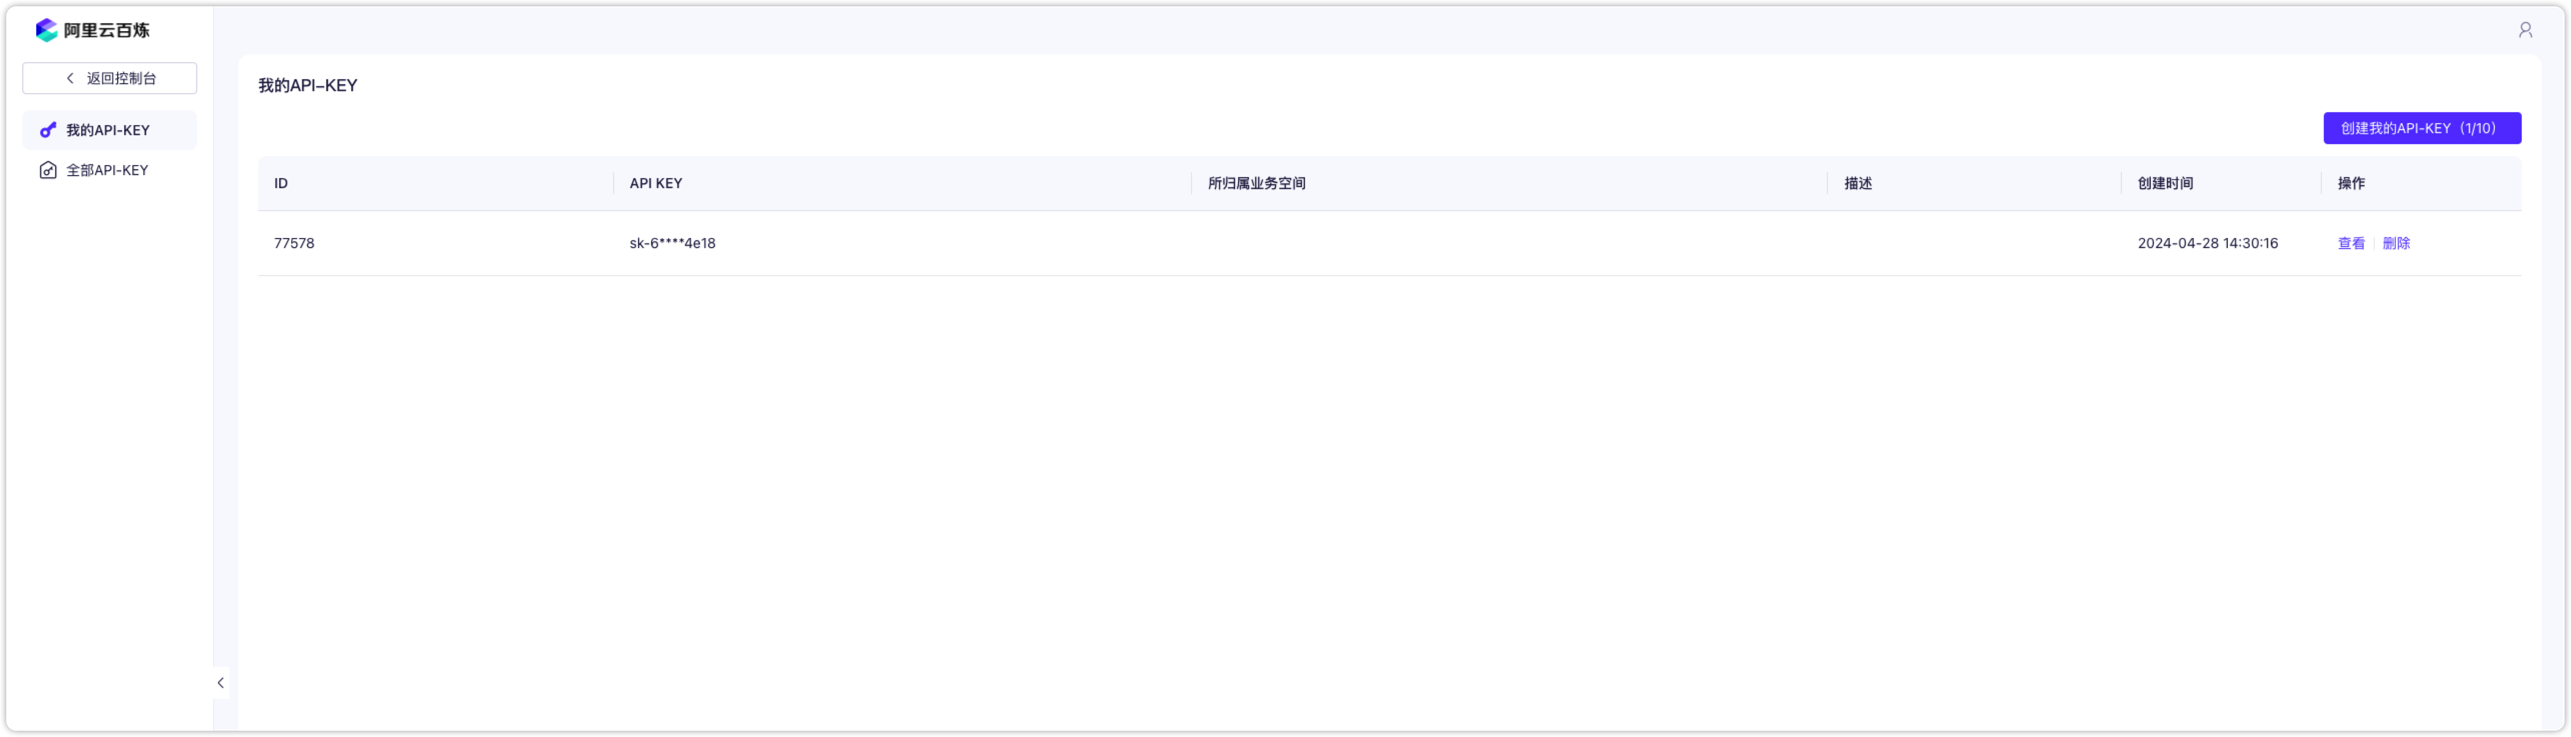 阿里云百炼
返回控制台
我的API-KEY
全部API-KEY
我的API-KEY
创建我的API-KEY（1/10）
ID API KEY 所归属业务空间 描述 创建时间 操作
77578 sk-6****4e18 2024-04-28 14:30:16 查看 删除